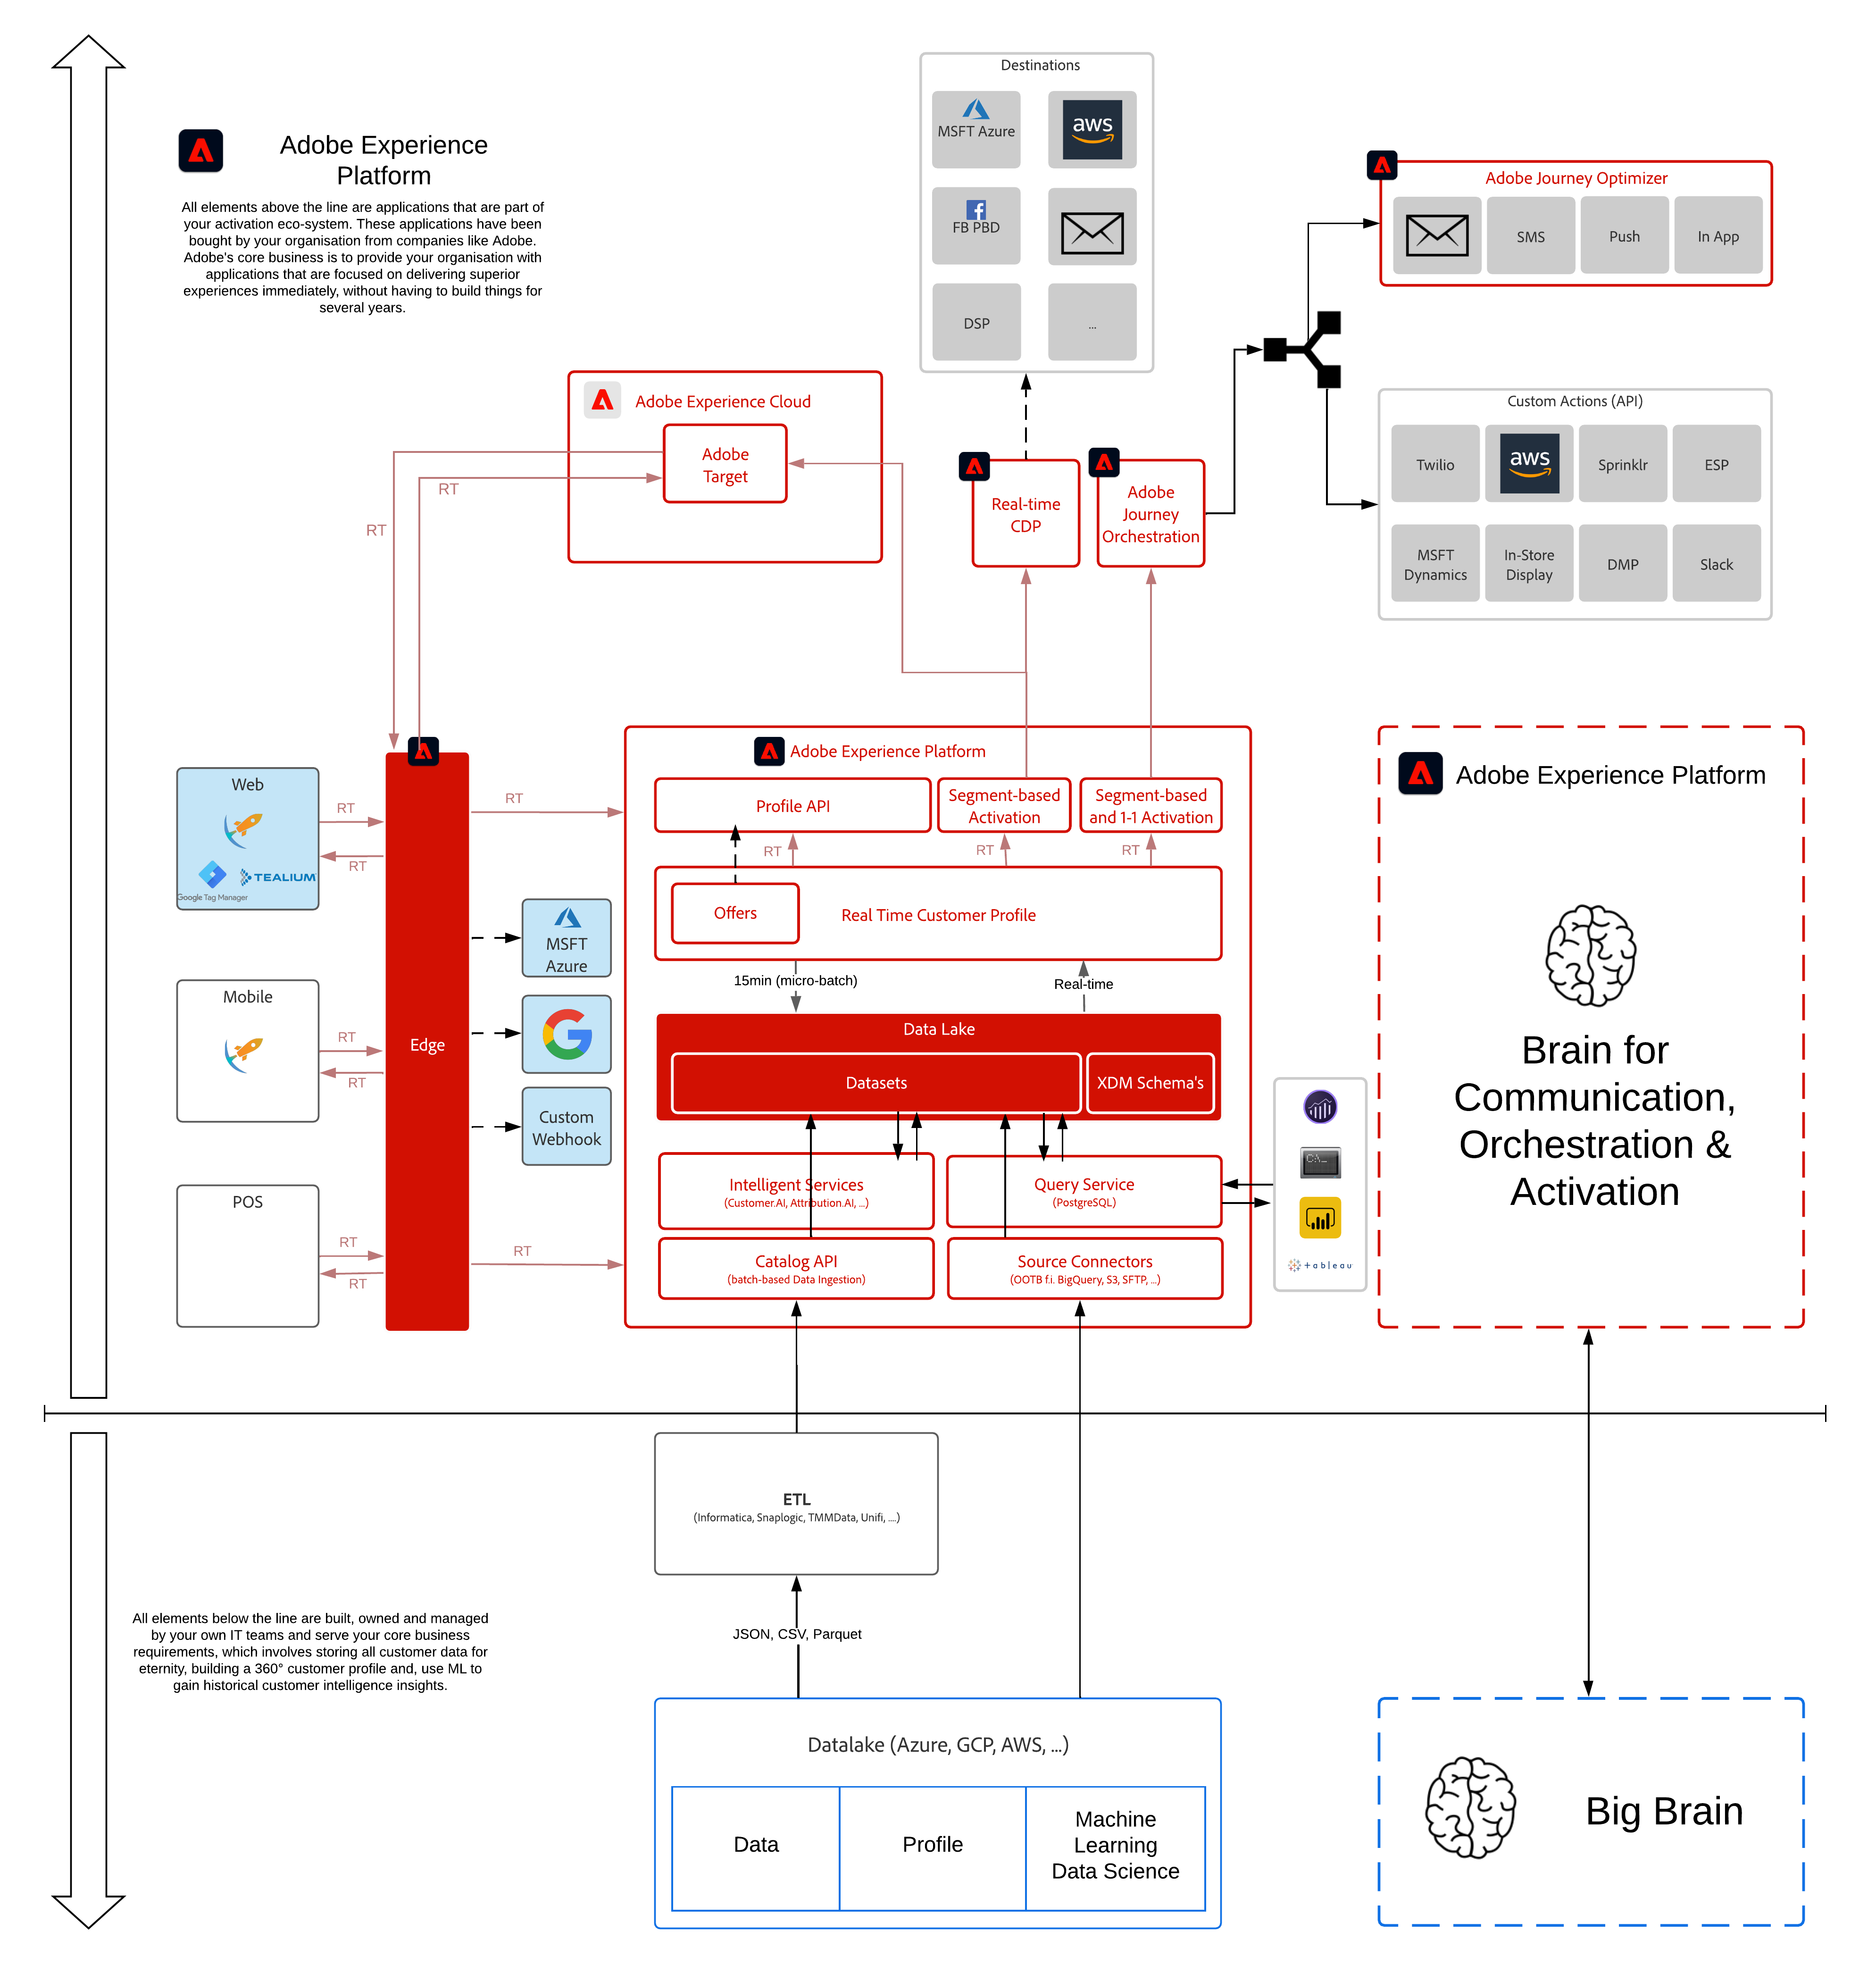 Destinations
MSFT Azure
aws
FB PBD
DSP
...
Adobe Experience
Platform
All elements above the line are applications that are part of
your activation eco-system. These applications have been
bought by your organisation from companies like Adobe.
Adobe's core business is to provide your organisation with
applications that are focused on delivering superior
experiences immediately, without having to build things for
several years.
Adobe Journey Optimizer
SMS
Push
In App
Adobe Experience Cloud
Adobe
Target
RT
RT
Real-time
CDP
Adobe
Journey
Orchestration
Custom Actions (API)
Twilio
aws
Sprinklr
ESP
MSFT
Dynamics
In-Store
Display
DMP
Slack
Web
Google Tag Manager
TEALIUM
RT
RT
Mobile
RT
RT
POS
RT
RT
Edge
RT
RT
MSFT
Azure
Custom
Webhook
Adobe Experience Platform
Profile API
Segment-based
Activation
Segment-based
and 1-1 Activation
RT
RT
RT
Offers
Real Time Customer Profile
15min (micro-batch)
Real-time
Data Lake
Datasets
XDM Schema's
Intelligent Services
(Customer.AI, Attribution.AI, ...)
Query Service
(PostgreSQL)
Catalog API
(batch-based Data Ingestion)
Source Connectors
(OOTB f.i. BigQuery, S3, SFTP, ...)
C:\_
+ableau
Adobe Experience Platform
Brain for
Communication,
Orchestration &
Activation
ETL
(Informatica, Snaplogic, TMMData, Unifi, ....)
JSON, CSV, Parquet
All elements below the line are built, owned and managed
by your own IT teams and serve your core business
requirements, which involves storing all customer data for
eternity, building a 360° customer profile and, use ML to
gain historical customer intelligence insights.
Datalake (Azure, GCP, AWS, ...)
Data
Profile
Machine
Learning
Data Science
Big Brain